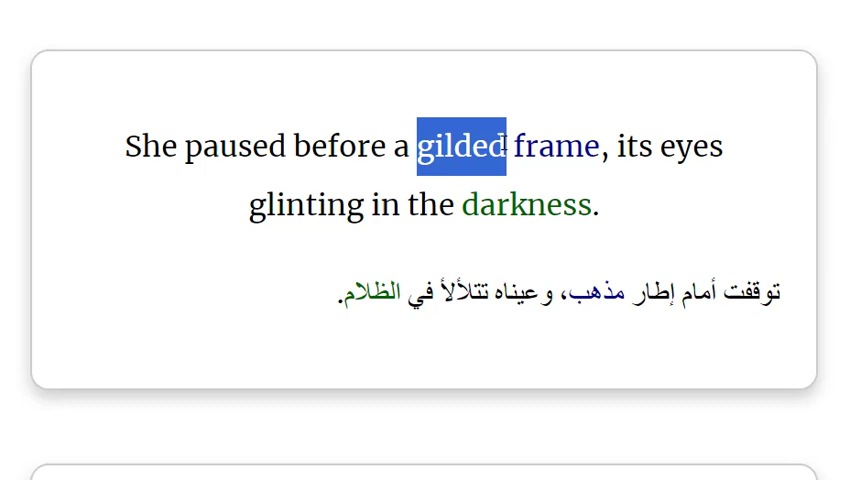 She paused before a gilded frame, its eyes
glinting in the darkness.
توقفت أمام إطار مذهب، وعيناه تتلألأ في الظلام.